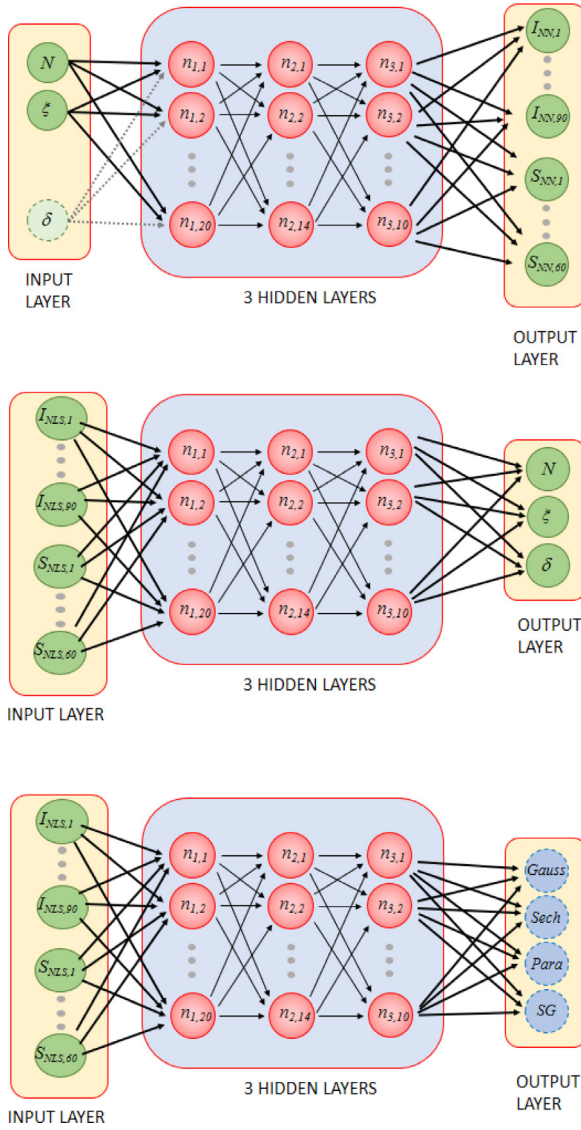 N
ξ
δ
INPUT
LAYER
n1,1 n2,1 n3,1
n1,2 n2,2 n3,2
n1,20 n2,14 n3,10
3 HIDDEN LAYERS
INN,1
INN,90
SNN,1
SNN,60
OUTPUT
LAYER
INLS,1
INLS,90
SNLS,1
SNLS,60
INPUT LAYER
n1,1 n2,1 n3,1
n1,2 n2,2 n3,2
n1,20 n2,14 n3,10
3 HIDDEN LAYERS
N
ξ
δ
OUTPUT
LAYER
INLS,1
INLS,90
SNLS,1
SNLS,60
INPUT LAYER
n1,1 n2,1 n3,1
n1,2 n2,2 n3,2
n1,20 n2,14 n3,10
3 HIDDEN LAYERS
Gauss
Sech
Para
SG
OUTPUT
LAYER